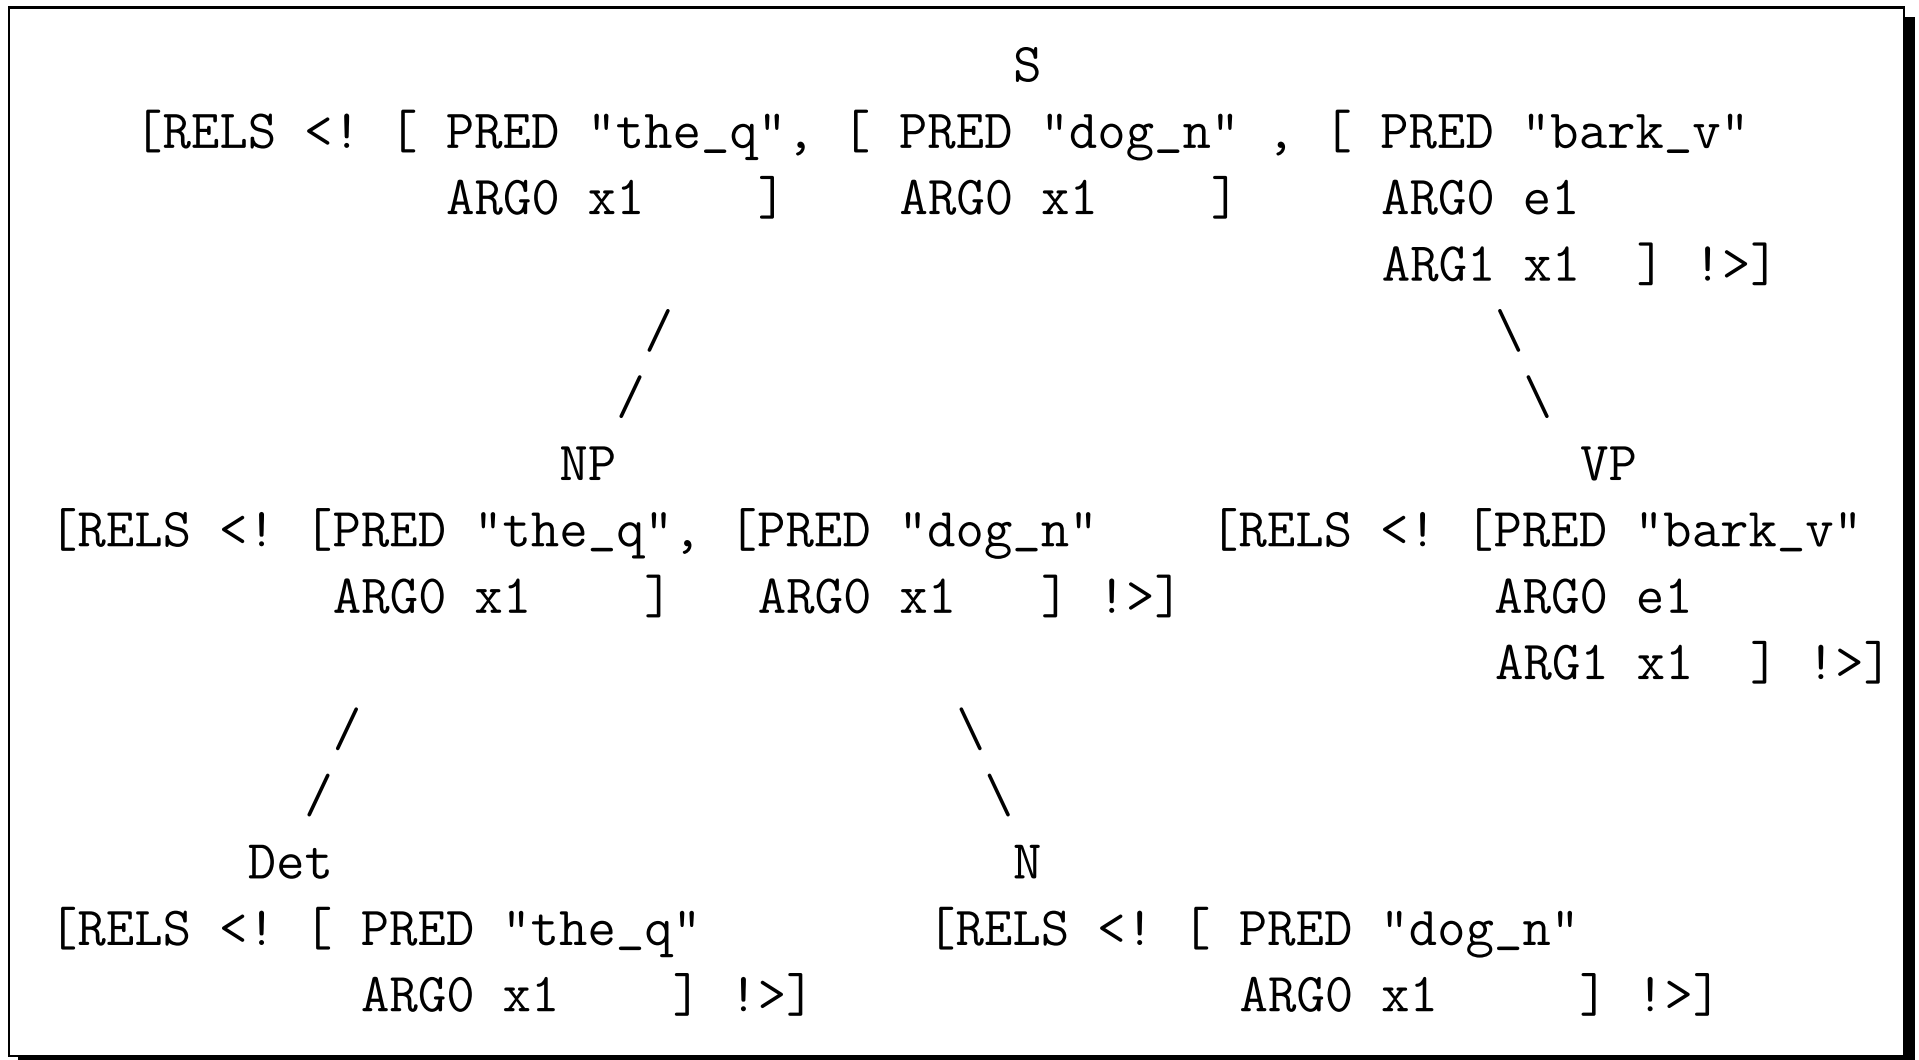 S
[RELS <! [ PRED "the_q", [ PRED "dog_n" , [ PRED "bark_v"
ARG0 x1 ] ARG0 x1 ] ARG0 e1
ARG1 x1 ] !>]
/ \
/ \
NP VP
[RELS <! [PRED "the_q", [PRED "dog_n" [RELS <! [PRED "bark_v"
ARG0 x1 ] ARG0 x1 ] !>] ARG0 e1
ARG1 x1 ] !>]
/ \
/ \
Det N
[RELS <! [ PRED "the_q" [RELS <! [ PRED "dog_n"
ARG0 x1 ] !>] ARG0 x1 ] !>]